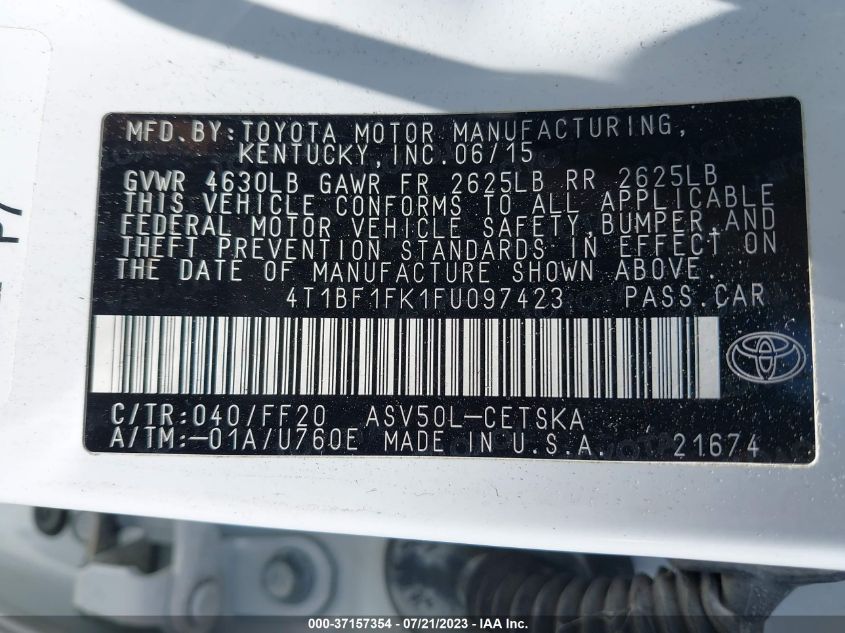 MFD.BY:TOYOTA MOTOR MANUFACTURING,
KENTUCKY,INC.06/15
GVWR 4630LB GAWR FR 2625LB RR 2625LB
THIS VEHICLE CONFORMS TO ALL APPLICABLE
FEDERAL MOTOR VEHICLE SAFETY,BUMPER,AND
THEFT PREVENTION STANDARDS IN EFFECT ON
THE DATE OF MANUFACTURE SHOWN ABOVE.
4T1BF1FK1FU097423 PASS.CAR
C/TR:040/FF20 ASV50L-CETSKA
A/TM:-01A/U760E MADE IN U.S.A. 21674
000-37157354 / 07/21/2023 - IAA Inc.